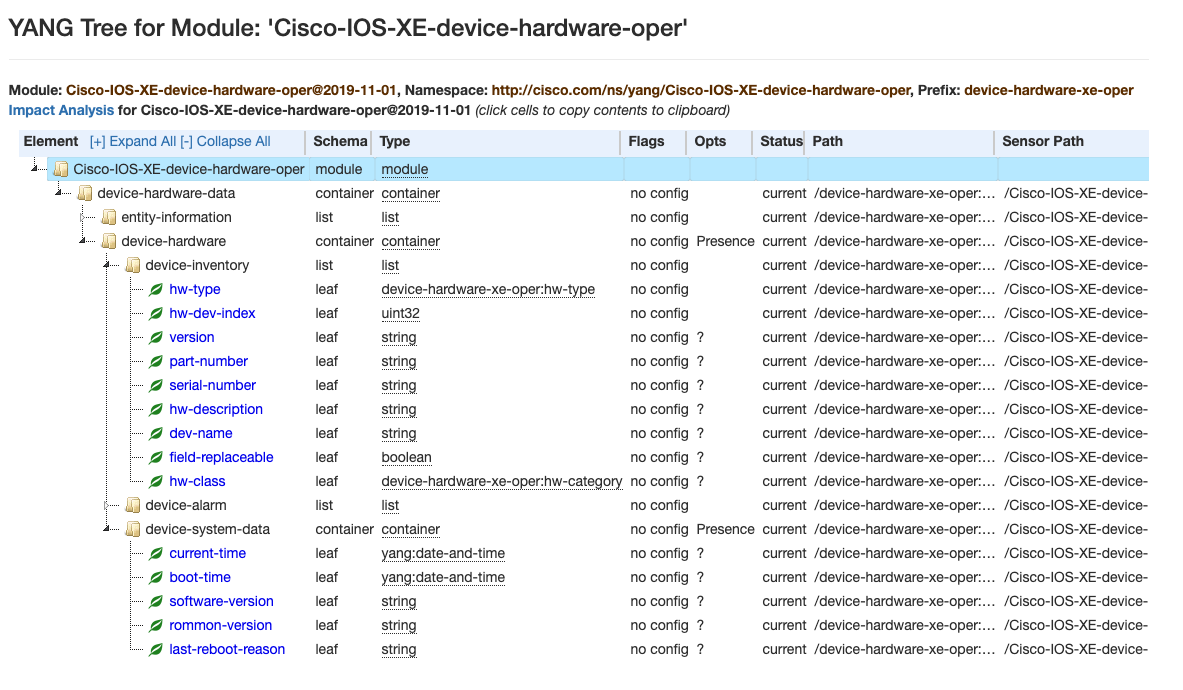 YANG Tree for Module: 'Cisco-IOS-XE-device-hardware-oper'
Module: Cisco-IOS-XE-device-hardware-oper@2019-11-01, Namespace: http://cisco.com/ns/yang/Cisco-IOS-XE-device-hardware-oper, Prefix: device-hardware-xe-oper
Impact Analysis for Cisco-IOS-XE-device-hardware-oper@2019-11-01 (click cells to copy contents to clipboard)
Element [+] Expand All [-] Collapse All Schema Type Flags Opts Status Path Sensor Path
Cisco-IOS-XE-device-hardware-oper module module
device-hardware-data container container no config current /device-hardware-xe-oper:... /Cisco-IOS-XE-device-
entity-information list list no config current /device-hardware-xe-oper:... /Cisco-IOS-XE-device-
device-hardware container container no config Presence current /device-hardware-xe-oper:... /Cisco-IOS-XE-device-
device-inventory list list no config current /device-hardware-xe-oper:... /Cisco-IOS-XE-device-
hw-type leaf device-hardware-xe-oper:hw-type no config current /device-hardware-xe-oper:... /Cisco-IOS-XE-device-
hw-dev-index leaf uint32 no config current /device-hardware-xe-oper:... /Cisco-IOS-XE-device-
version leaf string no config ? current /device-hardware-xe-oper:... /Cisco-IOS-XE-device-
part-number leaf string no config ? current /device-hardware-xe-oper:... /Cisco-IOS-XE-device-
serial-number leaf string no config ? current /device-hardware-xe-oper:... /Cisco-IOS-XE-device-
hw-description leaf string no config ? current /device-hardware-xe-oper:... /Cisco-IOS-XE-device-
dev-name leaf string no config ? current /device-hardware-xe-oper:... /Cisco-IOS-XE-device-
field-replaceable leaf boolean no config ? current /device-hardware-xe-oper:... /Cisco-IOS-XE-device-
hw-class leaf device-hardware-xe-oper:hw-category no config ? current /device-hardware-xe-oper:... /Cisco-IOS-XE-device-
device-alarm list list no config current /device-hardware-xe-oper:... /Cisco-IOS-XE-device-
device-system-data container container no config Presence current /device-hardware-xe-oper:... /Cisco-IOS-XE-device-
current-time leaf yang:date-and-time no config ? current /device-hardware-xe-oper:... /Cisco-IOS-XE-device-
boot-time leaf yang:date-and-time no config ? current /device-hardware-xe-oper:... /Cisco-IOS-XE-device-
software-version leaf string no config ? current /device-hardware-xe-oper:... /Cisco-IOS-XE-device-
rommon-version leaf string no config ? current /device-hardware-xe-oper:... /Cisco-IOS-XE-device-
last-reboot-reason leaf string no config ? current /device-hardware-xe-oper:... /Cisco-IOS-XE-device-